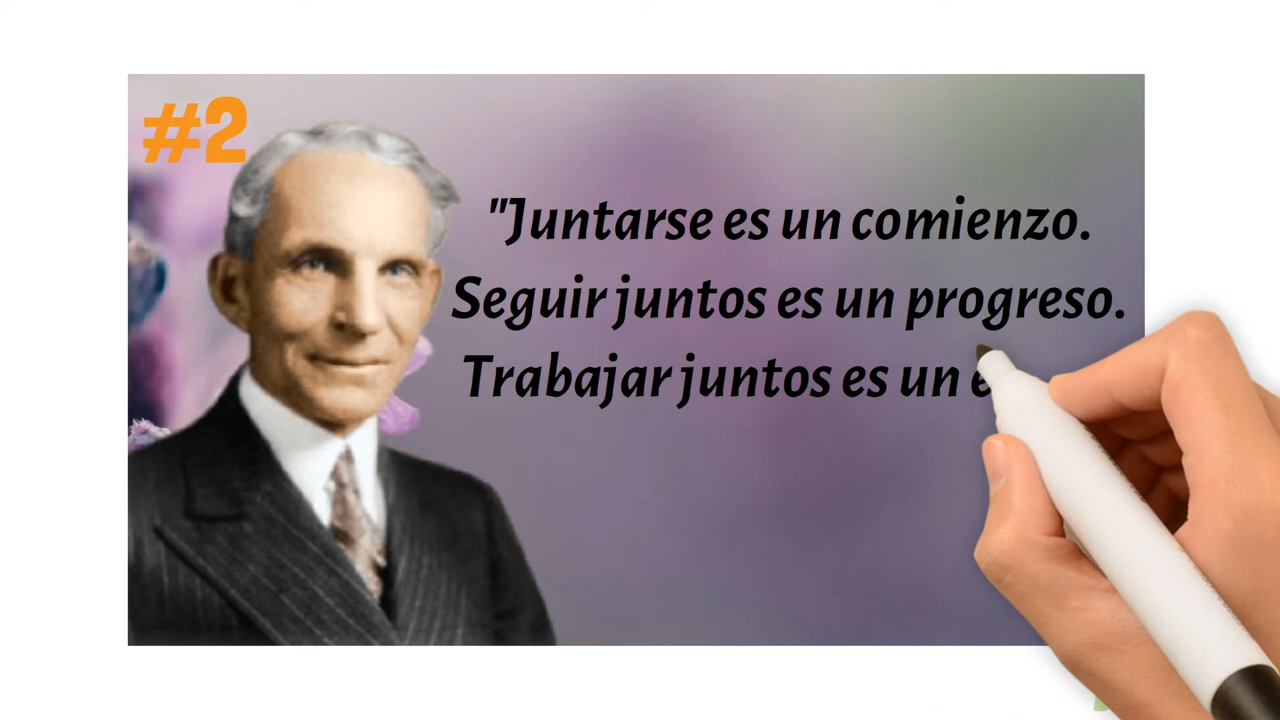 #2
"Juntarse es un comienzo.
Seguir juntos es un progreso.
Trabajar juntos es un